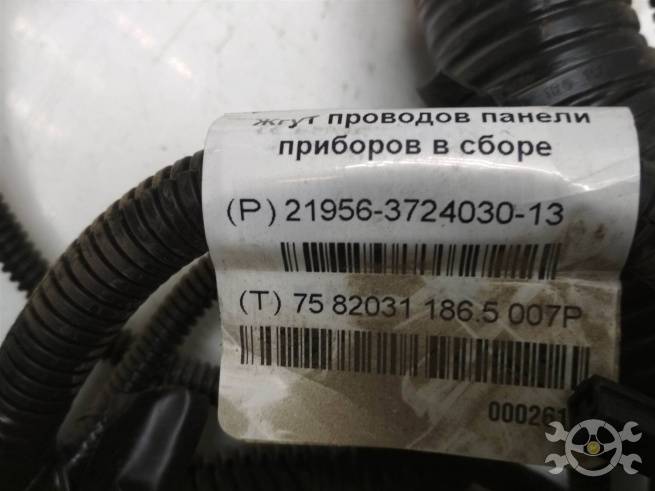 жгут проводов панели
приборов в сборе
(P) 21956-3724030-13
(T) 75 82031 186.5 007P
000261